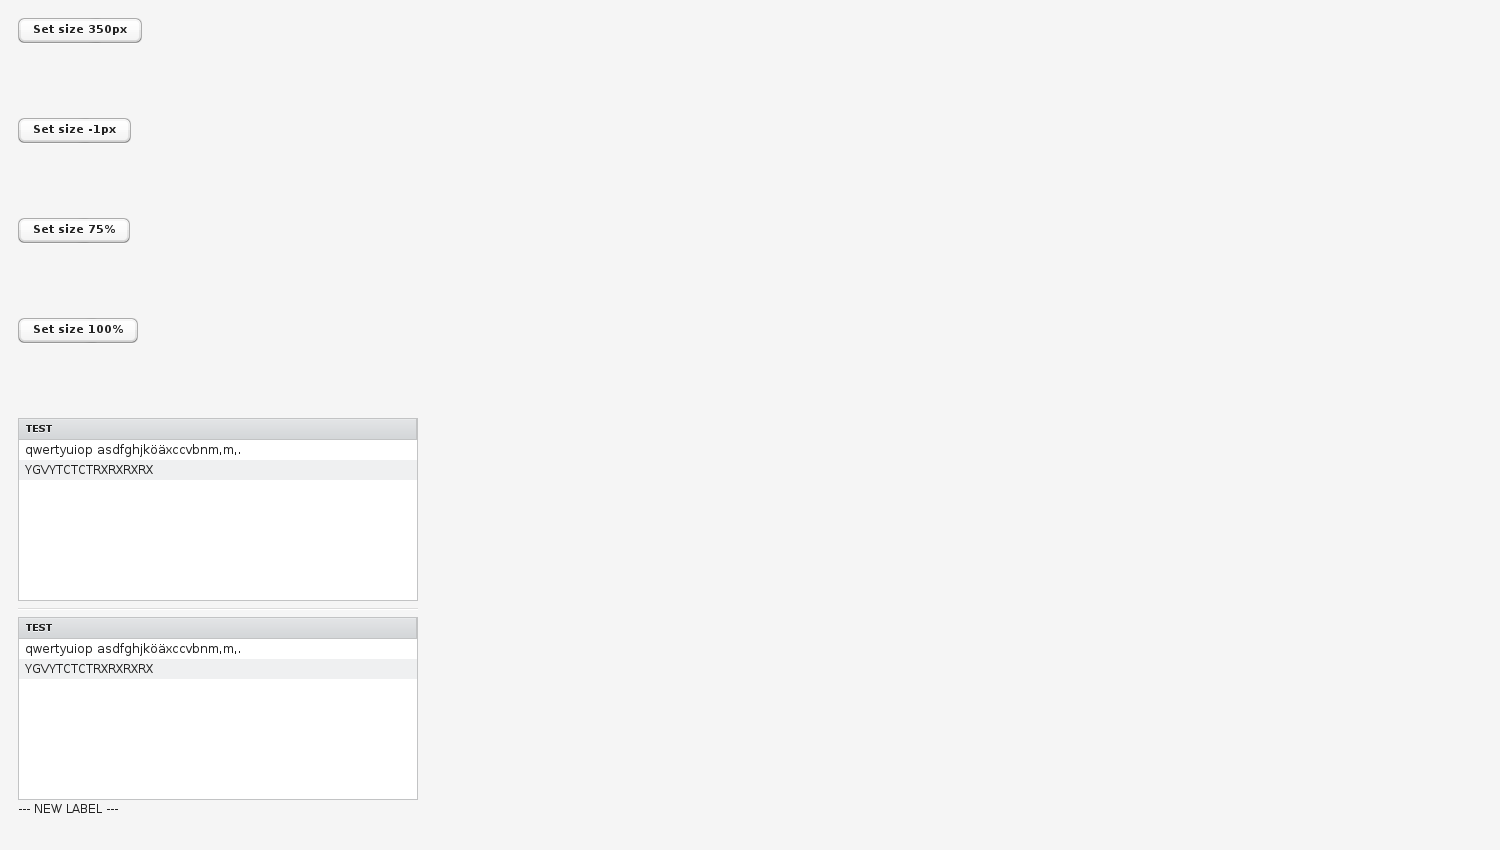 Set size 350px
Set size -1px
Set size 75%
Set size 100%
TEST
qwertyuiop asdfghjköäxccvbnm,m,.
YGVYTCTCTRXRXRXRX
TEST
qwertyuiop asdfghjköäxccvbnm,m,.
YGVYTCTCTRXRXRXRX
--- NEW LABEL ---